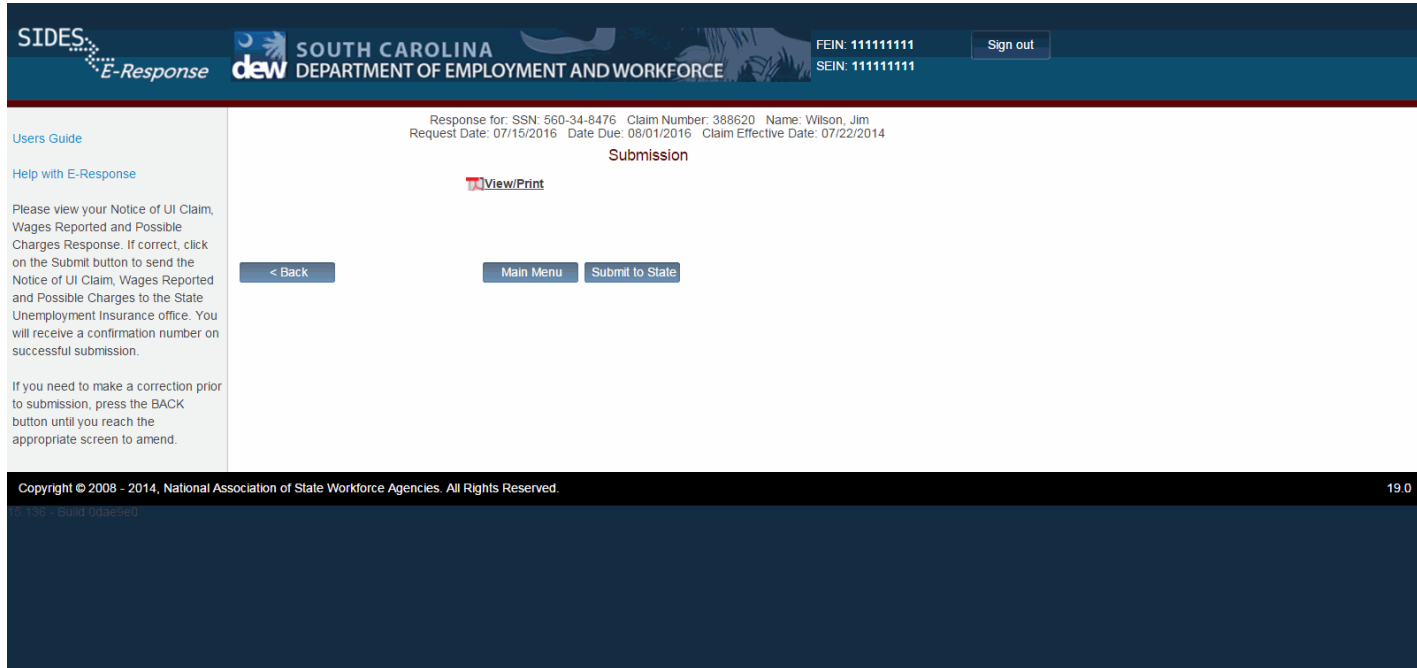 SIDES
E-Response
dew
SOUTH CAROLINA
DEPARTMENT OF EMPLOYMENT AND WORKFORCE
FEIN: 111111111
SEIN: 111111111
Sign out
Users Guide
Help with E-Response
Please view your Notice of UI Claim,
Wages Reported and Possible
Charges Response. If correct, click
on the Submit button to send the
Notice of UI Claim, Wages Reported
and Possible Charges to the State
Unemployment Insurance office. You
will receive a confirmation number on
successful submission.
If you need to make a correction prior
to submission, press the BACK
button until you reach the
appropriate screen to amend.
Response for: SSN: 560-34-8476 Claim Number: 388620 Name: Wilson, Jim
Request Date: 07/15/2016 Date Due: 08/01/2016 Claim Effective Date: 07/22/2014
Submission
View/Print
< Back
Main Menu
Submit to State
Copyright © 2008 - 2014, National Association of State Workforce Agencies. All Rights Reserved.
19.0
15.136 - Build 0dae9e0